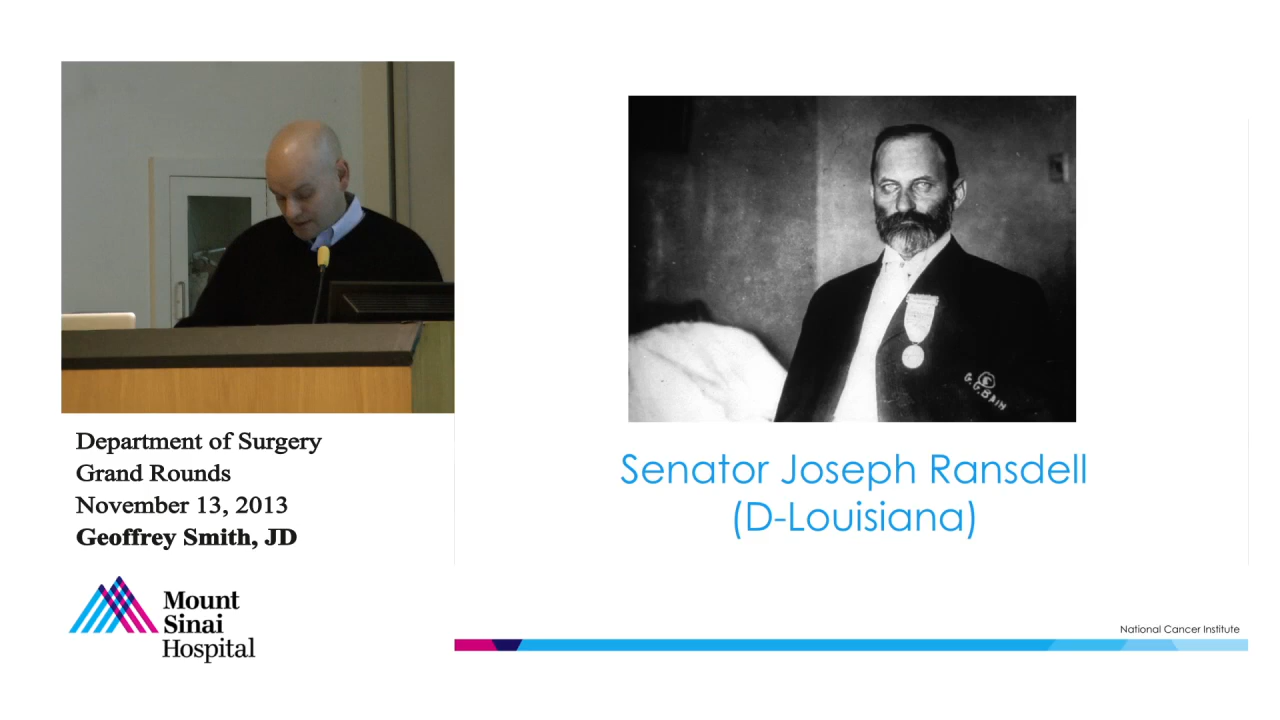 Department of Surgery
Grand Rounds
November 13, 2013
Geoffrey Smith, JD
Mount
Sinai
Hospital
G.G.BAIN
Senator Joseph Ransdell
(D-Louisiana)
National Cancer Institute